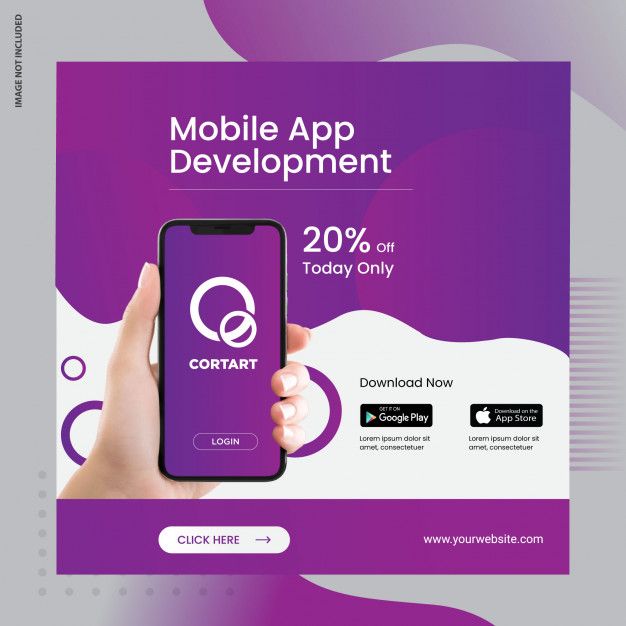 IMAGE NOT INCLUDED
Mobile App
Development
20% Off
Today Only
CORTART
LOGIN
Download Now
GET IT ON
Google Play
Download on the
App Store
Lorem ipsum dolor sit
amet, consectetuer
Lorem ipsum dolor sit
amet, consectetuer
CLICK HERE
www.yourwebsite.com